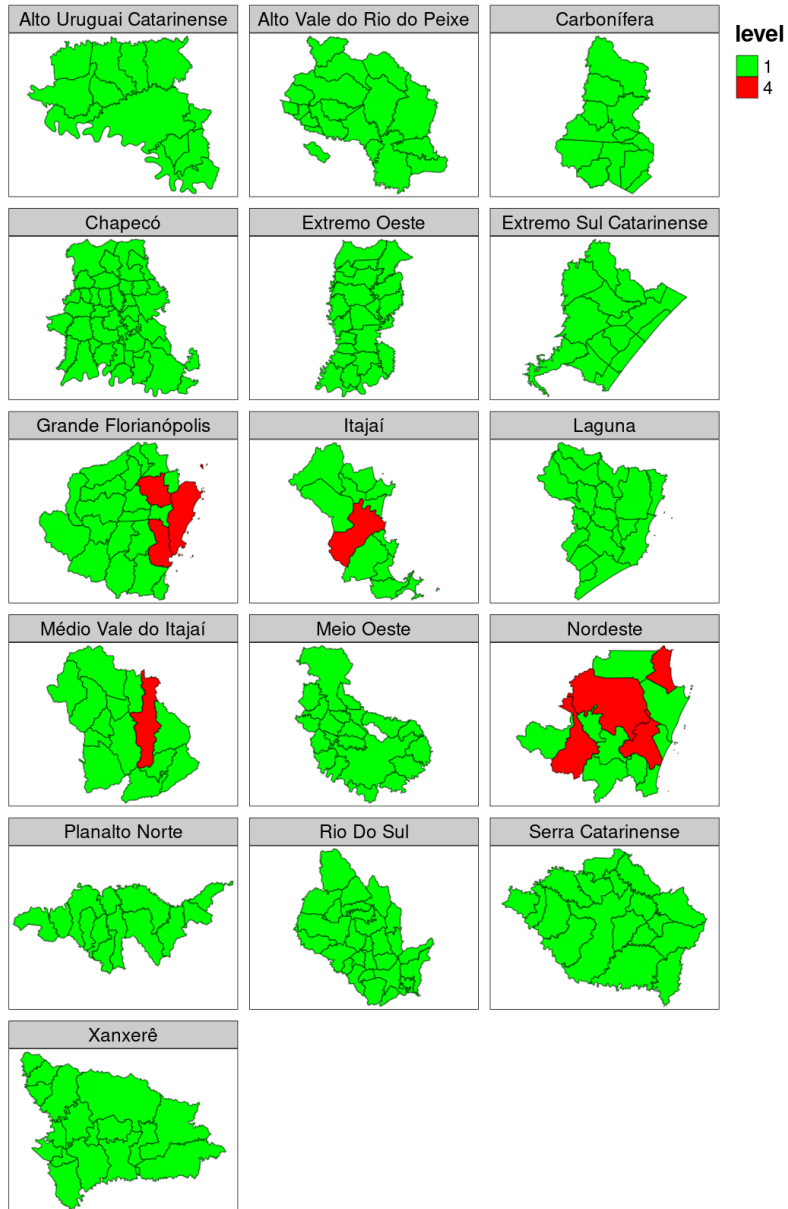 Alto Uruguai Catarinense
Alto Vale do Rio do Peixe
Carbonífera
level
1
4
Chapecó
Extremo Oeste
Extremo Sul Catarinense
Grande Florianópolis
Itajaí
Laguna
Médio Vale do Itajaí
Meio Oeste
Nordeste
Planalto Norte
Rio Do Sul
Serra Catarinense
Xanxerê